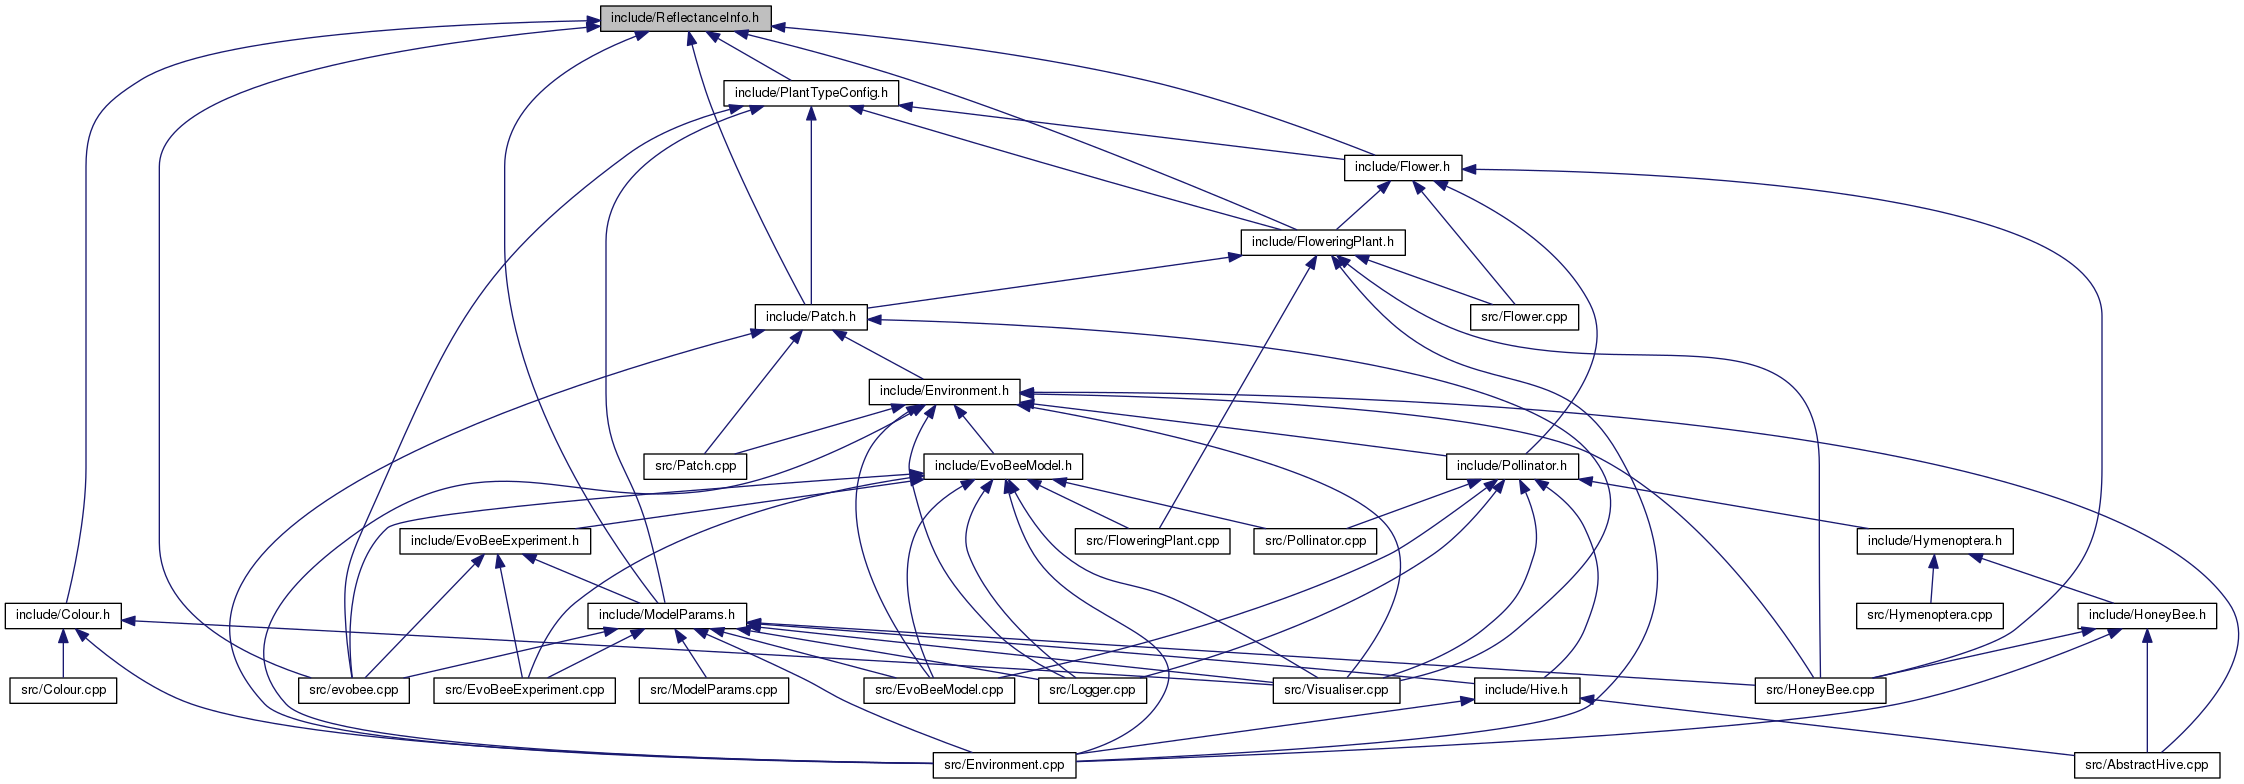 include/ReflectanceInfo.h
include/PlantTypeConfig.h
include/Flower.h
include/FloweringPlant.h
include/Patch.h
src/Flower.cpp
include/Environment.h
src/Patch.cpp
include/EvoBeeModel.h
include/Pollinator.h
include/EvoBeeExperiment.h
src/FloweringPlant.cpp
src/Pollinator.cpp
include/Hymenoptera.h
include/Colour.h
include/ModelParams.h
src/Hymenoptera.cpp
include/HoneyBee.h
src/Colour.cpp
src/evobee.cpp
src/EvoBeeExperiment.cpp
src/ModelParams.cpp
src/EvoBeeModel.cpp
src/Logger.cpp
src/Visualiser.cpp
include/Hive.h
src/HoneyBee.cpp
src/Environment.cpp
src/AbstractHive.cpp